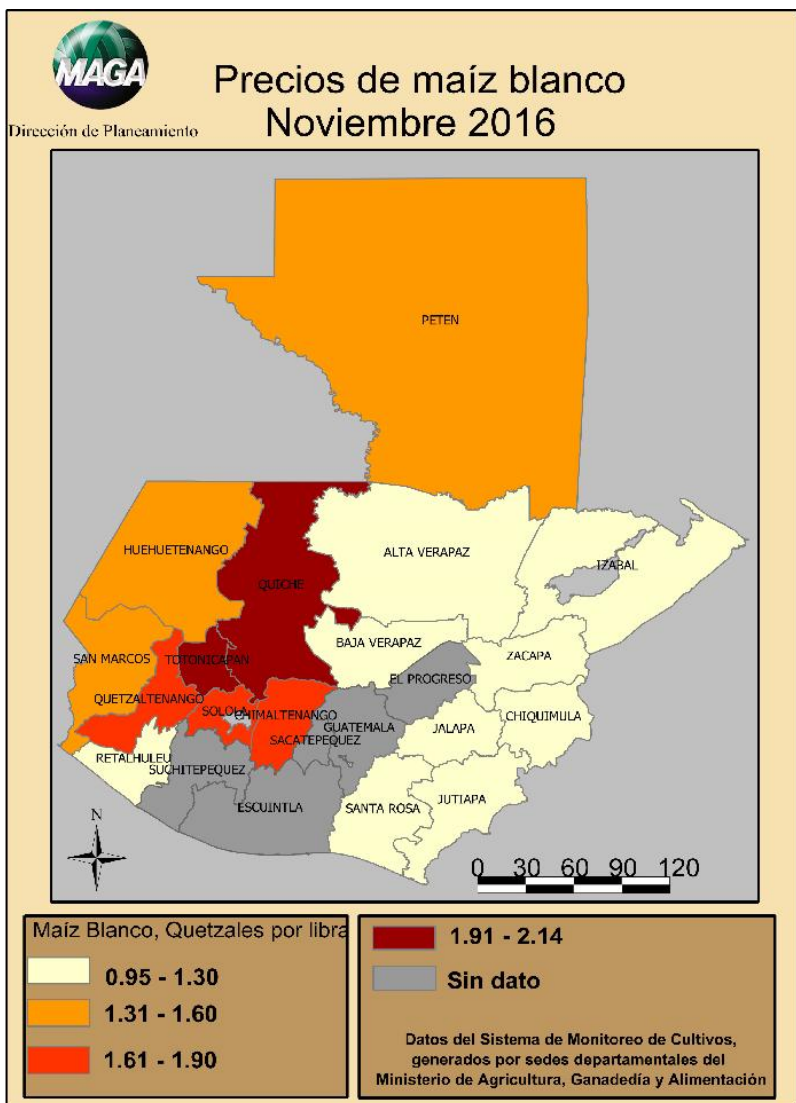 MAGA
Dirección de Planeamiento
Precios de maíz blanco
Noviembre 2016
PETEN
HUEHUETENANGO
ALTA VERAPAZ
IZABAL
QUICHE
BAJA VERAPAZ
SAN MARCOS
TOTONICAPAN
ZACAPA
EL PROGRESO
QUETZALTENANGO
SOLOLA
CHIMALTENANGO
GUATEMALA
CHIQUIMULA
JALAPA
SACATEPEQUEZ
RETALHULEU
SUCHITEPEQUEZ
ESCUINTLA
SANTA ROSA
JUTIAPA
N
0 30 60 90 120
Maíz Blanco, Quetzales por libra
0.95 - 1.30
1.31 - 1.60
1.61 - 1.90
1.91 - 2.14
Sin dato
Datos del Sistema de Monitoreo de Cultivos,
generados por sedes departamentales del
Ministerio de Agricultura, Ganadedía y Alimentación